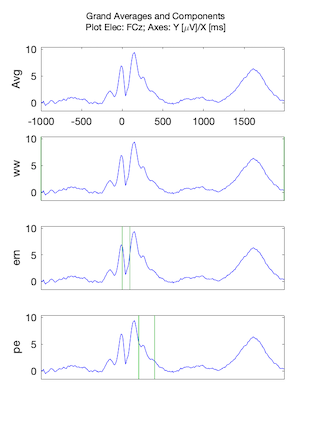 Grand Averages and Components
Plot Elec: FCz; Axes: Y [μV]/X [ms]
10
5
0
Avg
-1000 -500 0 500 1000 1500
10
5
0
ww
10
5
0
em
10
5
0
pe